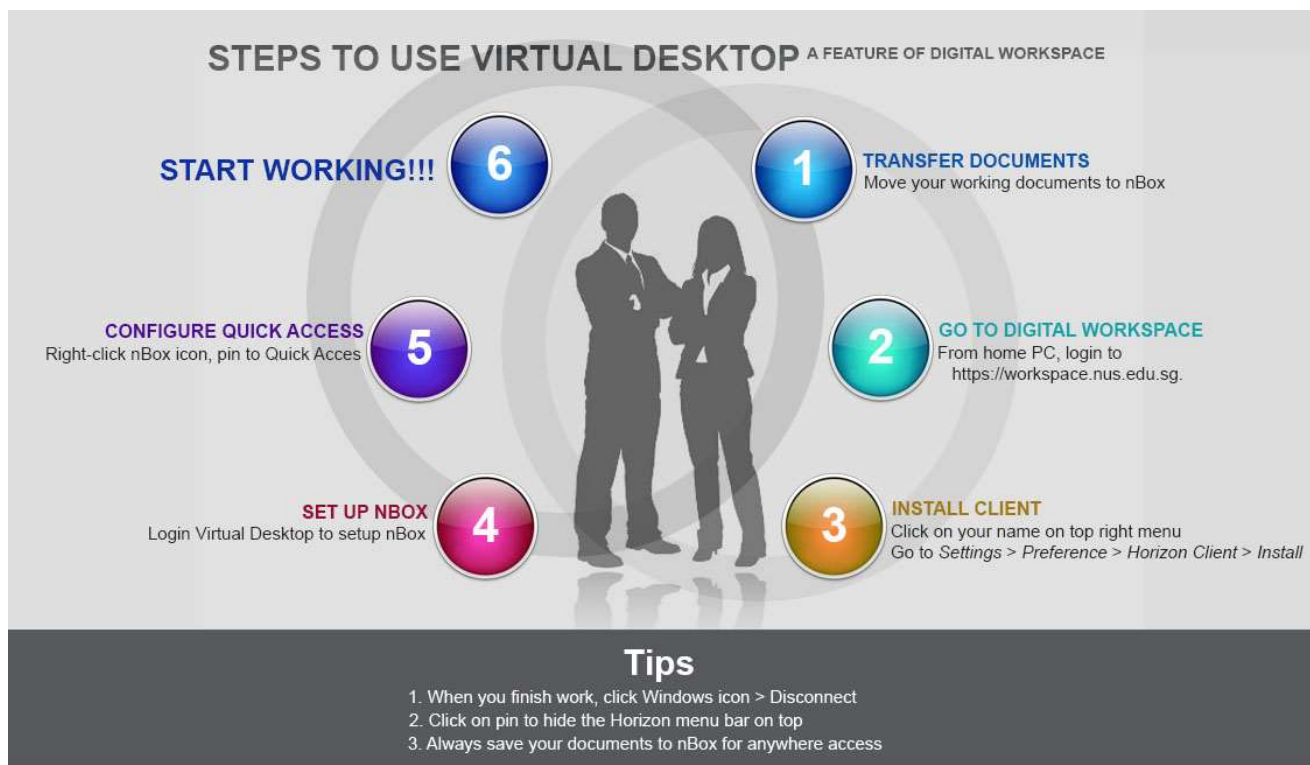 STEPS TO USE VIRTUAL DESKTOP A FEATURE OF DIGITAL WORKSPACE
1
TRANSFER DOCUMENTS
Move your working documents to nBox
2
GO TO DIGITAL WORKSPACE
From home PC, login to
https://workspace.nus.edu.sg.
3
INSTALL CLIENT
Click on your name on top right menu
Go to Settings > Preference > Horizon Client > Install
4
SET UP NBOX
Login Virtual Desktop to setup nBox
5
CONFIGURE QUICK ACCESS
Right-click nBox icon, pin to Quick Acces
6
START WORKING!!!
Tips
1. When you finish work, click Windows icon > Disconnect
2. Click on pin to hide the Horizon menu bar on top
3. Always save your documents to nBox for anywhere access